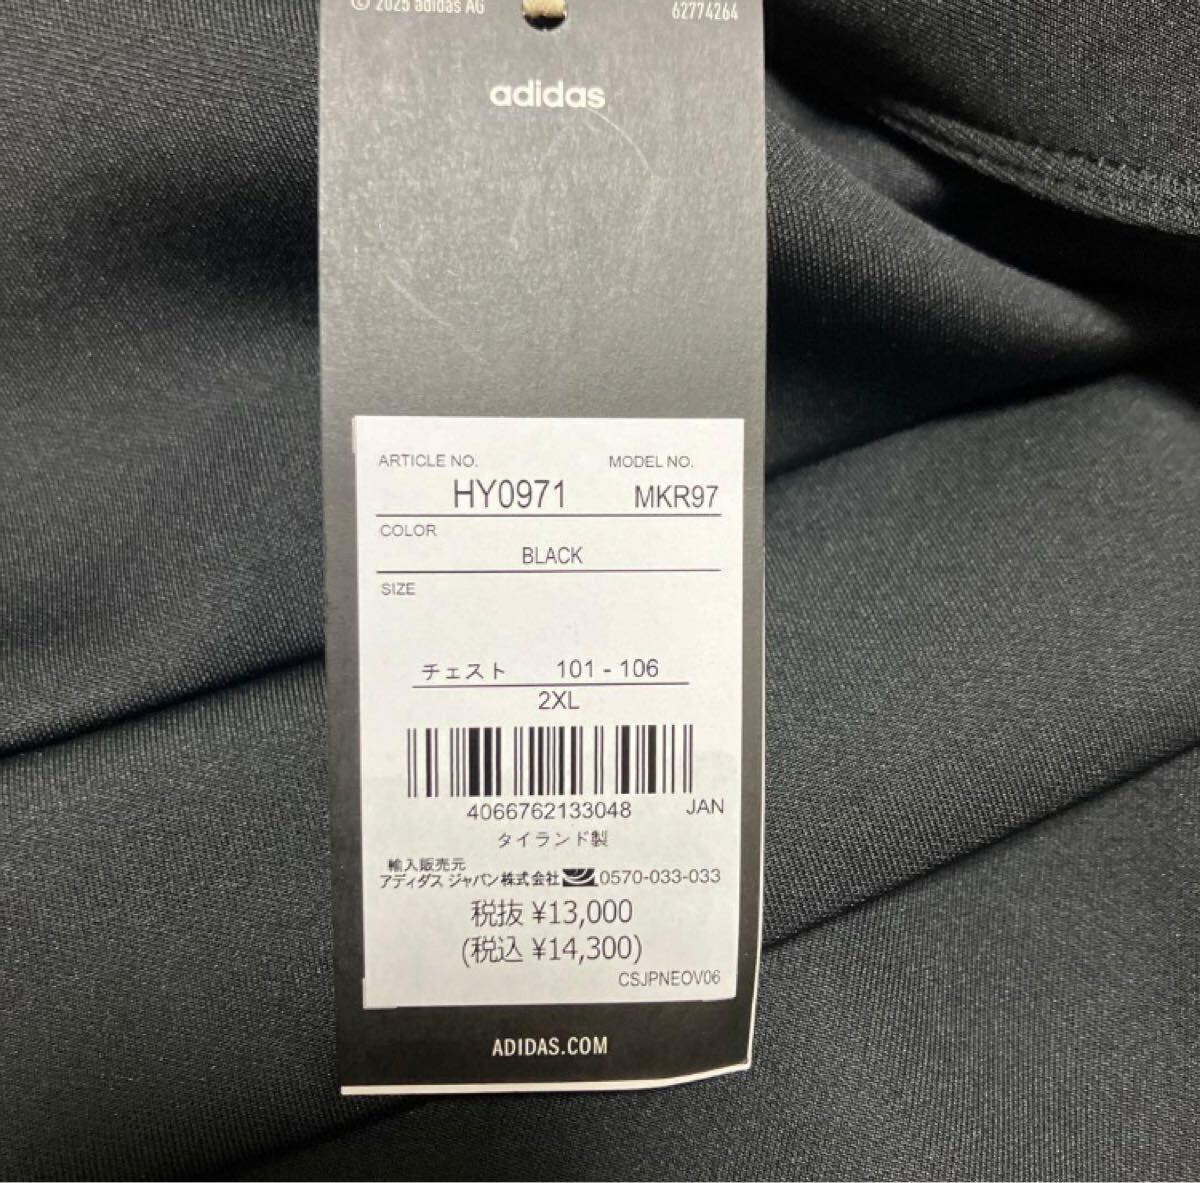 © 2025 adidas AG
62774264
adidas
ARTICLE NO. MODEL NO.
HY0971 MKR97
COLOR
BLACK
SIZE
チェスト 101 - 106
2XL
4066762133048 JAN
タイランド製
輸入販売元
アディダス ジャパン株式会社 0570-033-033
税抜 ¥13,000
(税込 ¥14,300)
CSJPNEOV06
ADIDAS.COM